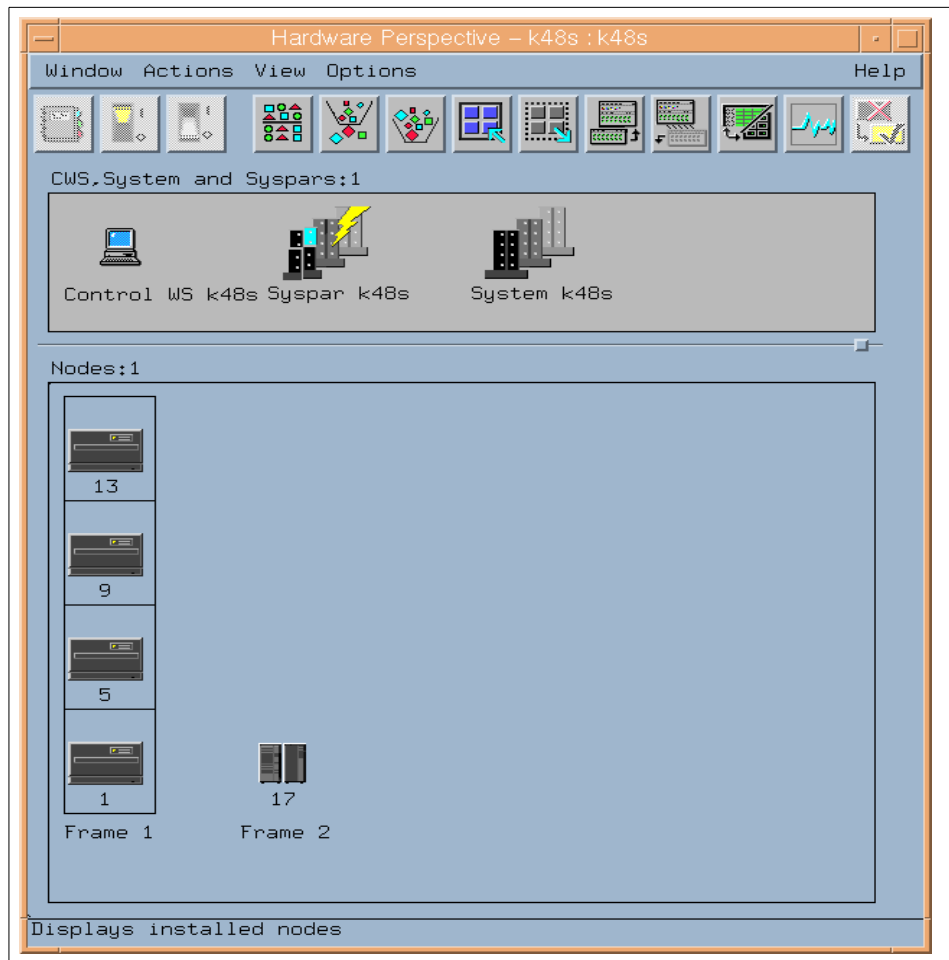 Hardware Perspective – k48s : k48s
Window Actions View Options Help
CWS,System and Syspars:1
Control WS k48s Syspar k48s System k48s
Nodes:1
13
9
5
1 17
Frame 1 Frame 2
Displays installed nodes